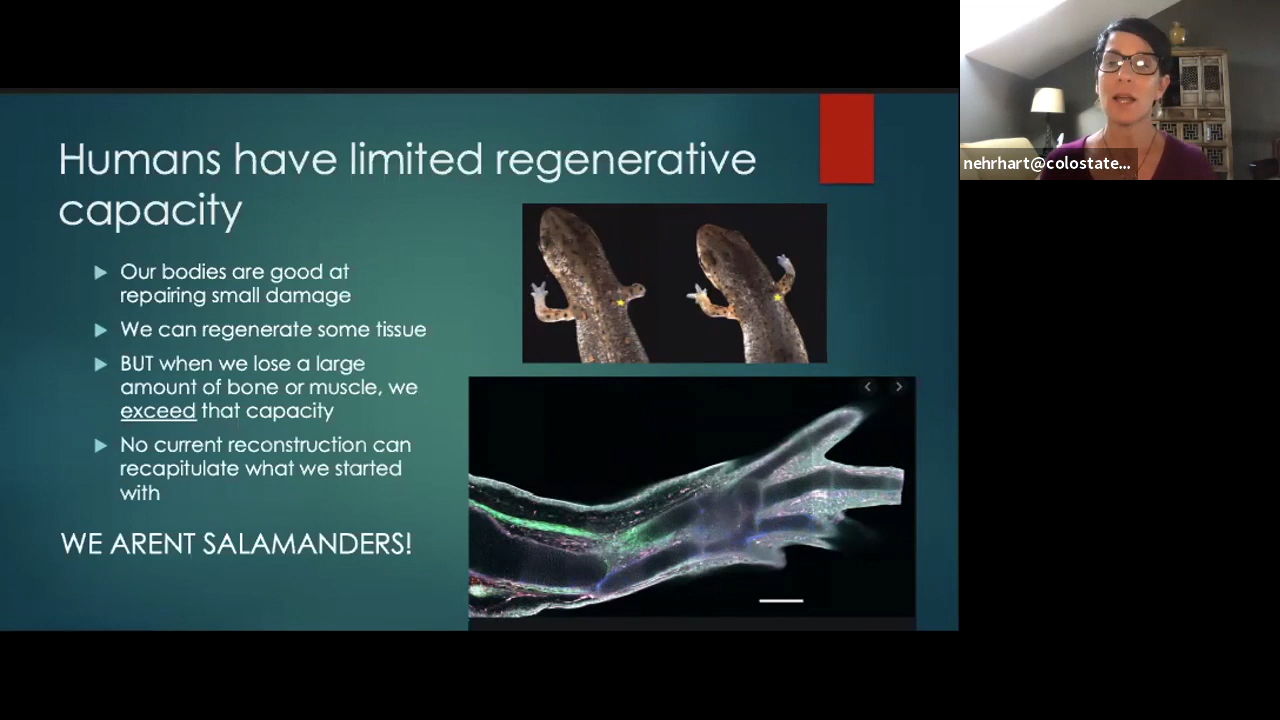 Humans have limited regenerative
capacity
Our bodies are good at
repairing small damage
We can regenerate some tissue
BUT when we lose a large
amount of bone or muscle, we
exceed that capacity
No current reconstruction can
recapitulate what we started
with
WE ARENT SALAMANDERS!
nehrhart@colostate...